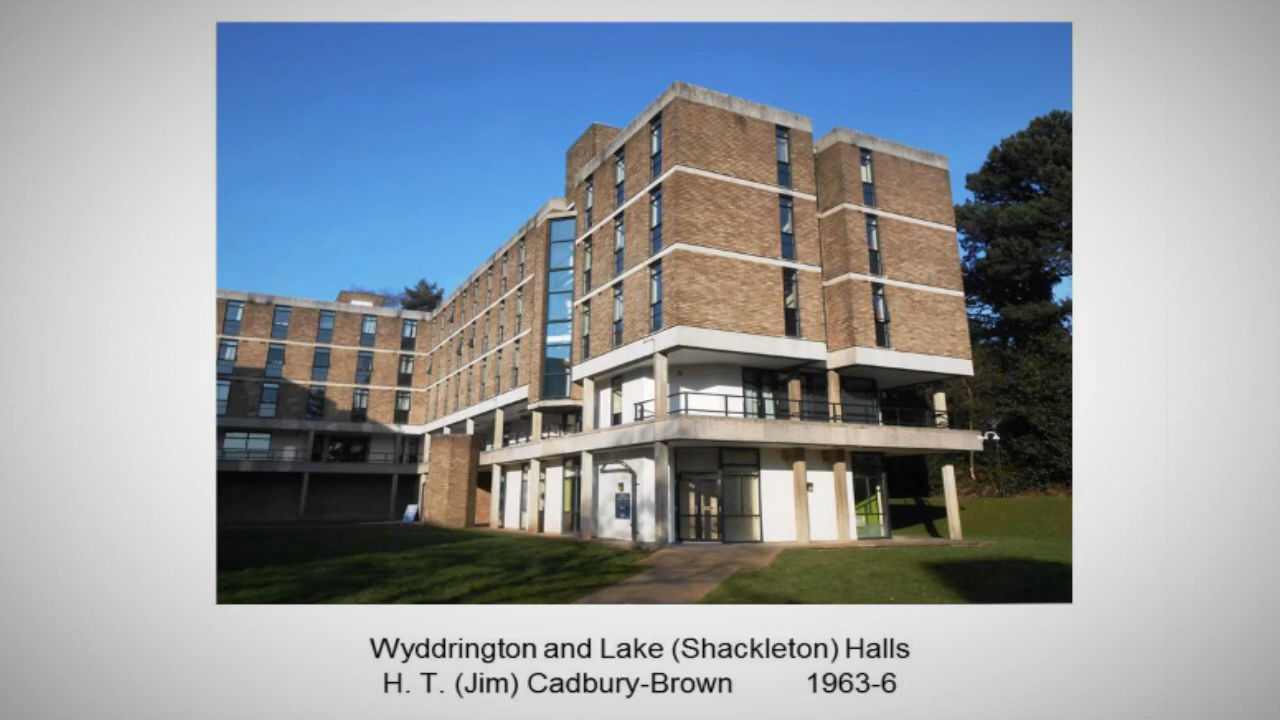 Wyddrington and Lake (Shackleton) Halls
H. T. (Jim) Cadbury-Brown 1963-6